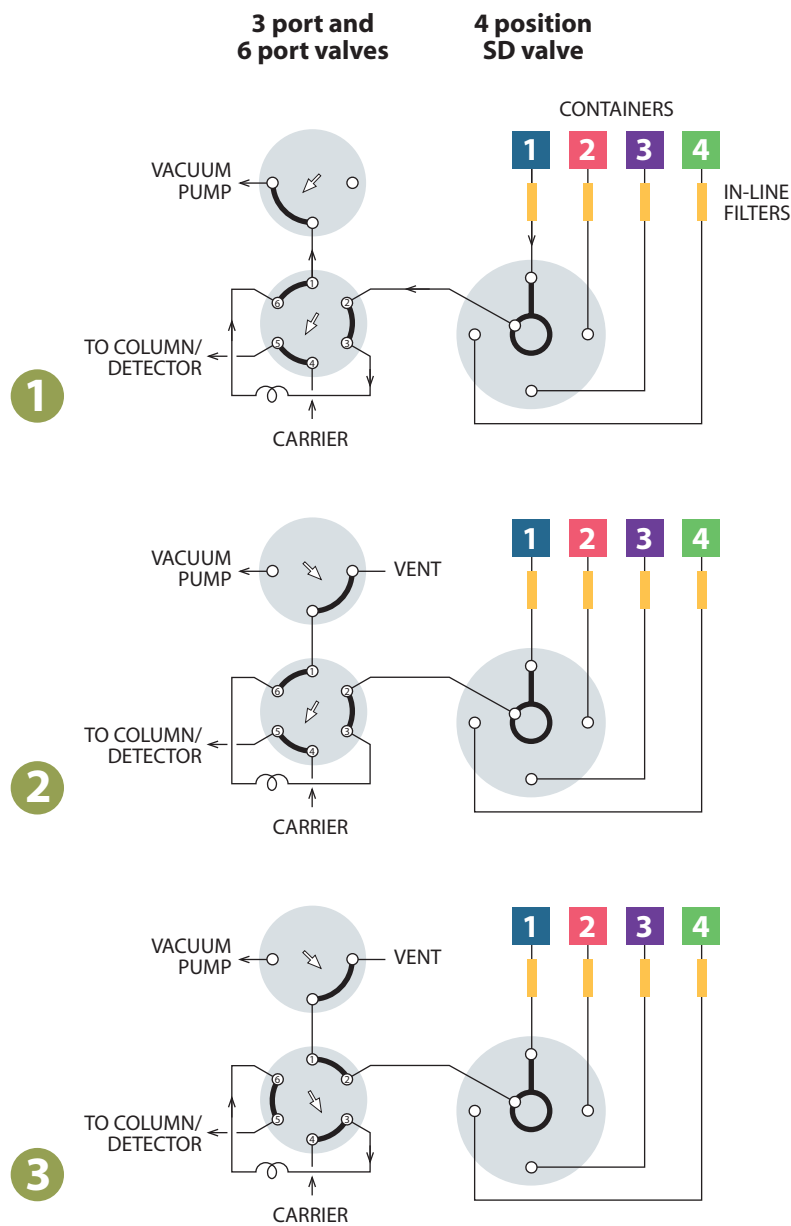 3 port and
6 port valves
4 position
SD valve
CONTAINERS
1
2
3
4
VACUUM
PUMP
IN-LINE
FILTERS
1
6
2
5
3
4
TO COLUMN/
DETECTOR
1
CARRIER
1
2
3
4
VACUUM
PUMP
VENT
1
6
2
5
3
4
TO COLUMN/
DETECTOR
2
CARRIER
1
2
3
4
VACUUM
PUMP
VENT
1
6
2
5
3
4
TO COLUMN/
DETECTOR
3
CARRIER